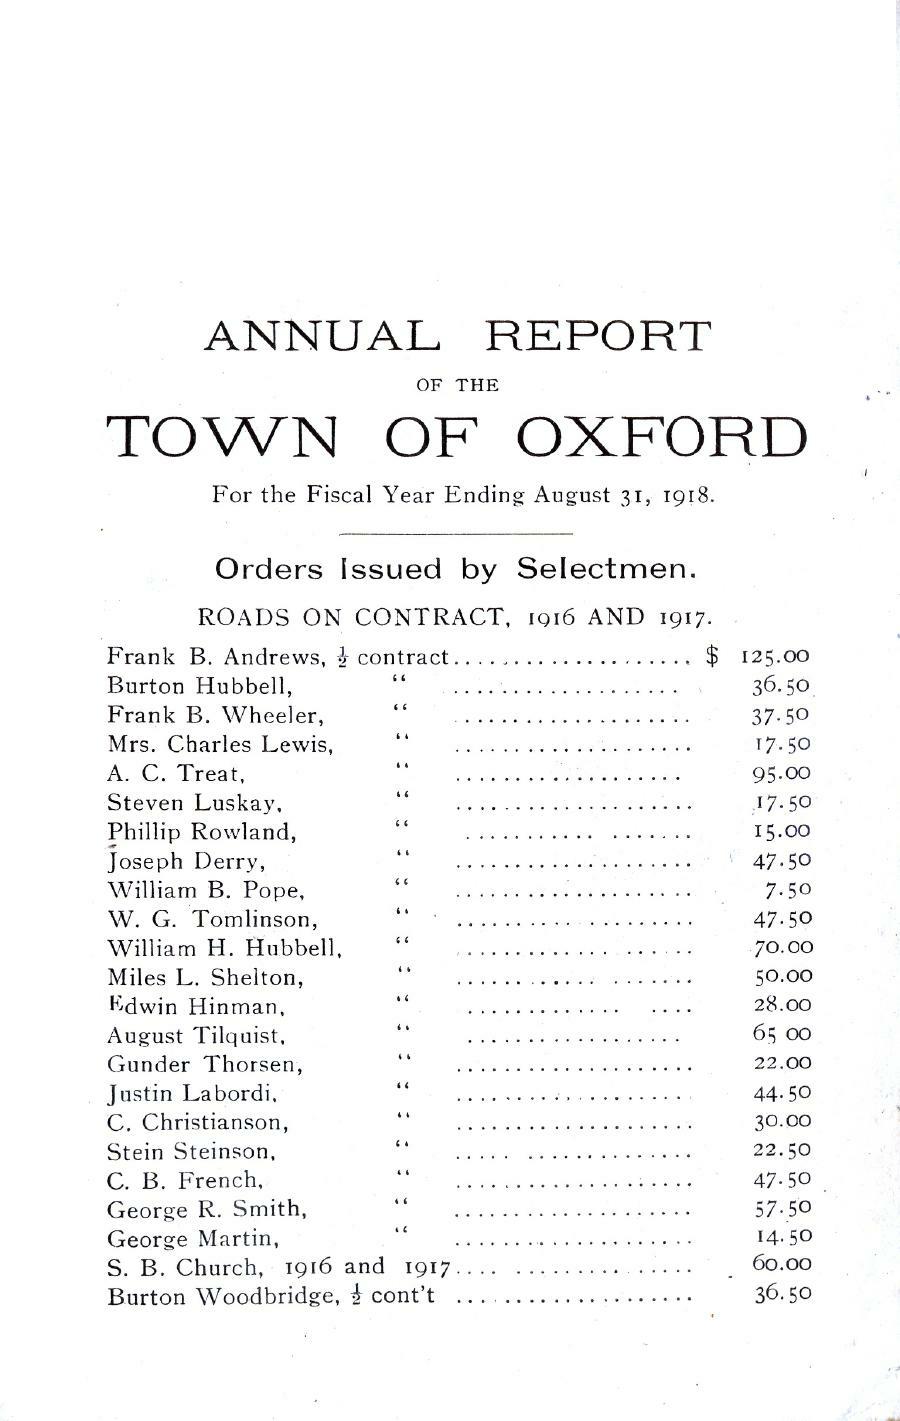 ANNUAL REPORT
OF THE
TOWN OF OXFORD
For the Fiscal Year Ending August 31, 1918.
Orders Issued by Selectmen.
ROADS ON CONTRACT, 1916 AND 1917.
Frank B. Andrews, ½ contract..................... $ 125.00
Burton Hubbell, “ .................... 36.50
Frank B. Wheeler, “ ..................... 37.50
Mrs. Charles Lewis, “ ..................... 17.50
A. C. Treat, “ .................... 95.00
Steven Luskay, “ ..................... 17.50
Phillip Rowland, “ ........... ....... 15.00
Joseph Derry, “ ..................... 47.50
William B. Pope, “ ..................... 7.50
W. G. Tomlinson, “ ..................... 47.50
William H. Hubbell, “ ..................... 70.00
Miles L. Shelton, “ ............ ....... 50.00
Edwin Hinman, “ ............. .... 28.00
August Tilquist, “ ................... 65 00
Gunder Thorsen, “ ..................... 22.00
Justin Labordi, “ ..................... 44.50
C. Christianson, “ ..................... 30.00
Stein Steinson, “ ..... ............... 22.50
C. B. French, “ ..................... 47.50
George R. Smith, “ ..................... 57.50
George Martin, “ ..................... 14.50
S. B. Church, 1916 and 1917.... ................ 60.00
Burton Woodbridge, ½ cont't ..................... 36.50